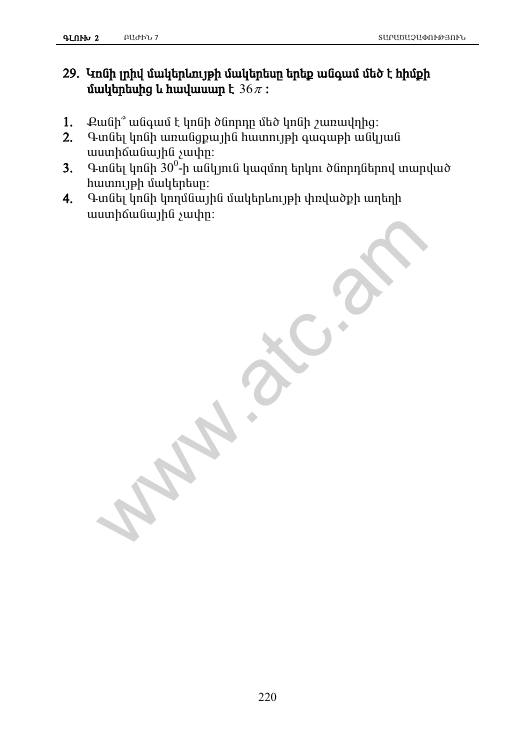 ԳԼՈՒԽ 2 ԲԱԺԻՆ 7 ՏԱՐԱԾԱՉԱՓՈՒԹՅՈՒՆ
29. Կոնի լրիվ մակերևույթի մակերեսը երեք անգամ մեծ է հիմքի
մակերեսից և հավասար է 36π :
1. Քանի՞ անգամ է կոնի ծնորդը մեծ կոնի շառավղից:
2. Գտնել կոնի առանցքային հատույթի գագաթի անկյան
աստիճանային չափը:
3. Գտնել կոնի 30⁰-ի անկյուն կազմող երկու ծնորդներով տարված
հատույթի մակերեսը:
4. Գտնել կոնի կողմնային մակերևույթի փռվածքի աղեղի
աստիճանային չափը:
www.atc.am
220